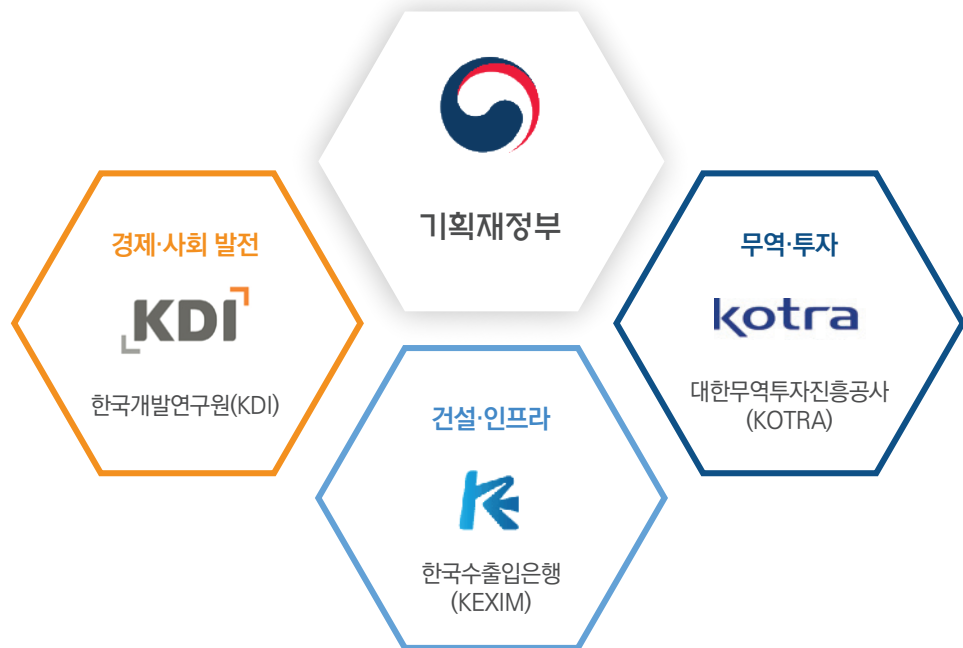 기획재정부
경제·사회 발전
KDI
한국개발연구원(KDI)
무역·투자
kotra
대한무역투자진흥공사
(KOTRA)
건설·인프라
한국수출입은행
(KEXIM)